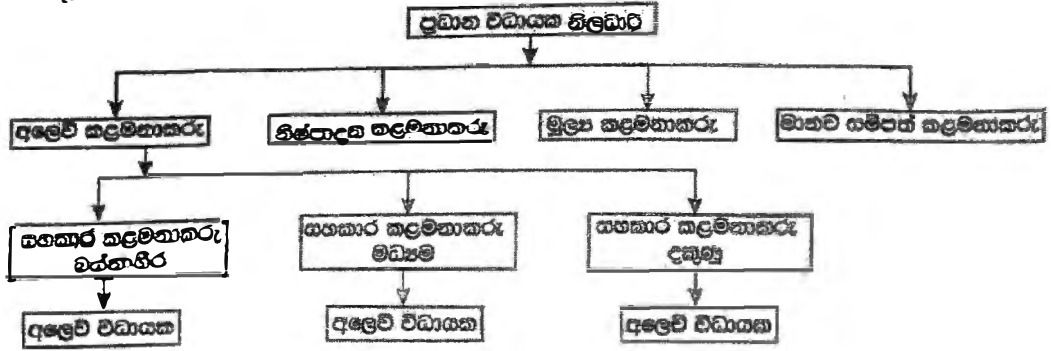 ප්‍රධාන විධායක නිලධාරි
අලෙවි කළමනාකරු
නිෂ්පාදන කළමනාකරු
මූල්‍ය කළමනාකරු
මානව සම්පත් කළමනාකරු
සහකාර කළමනාකරු
බස්නාහිර
සහකාර කළමනාකරු
මධ්‍යම
සහකාර කළමනාකරු
දකුණු
අලෙවි විධායක
අලෙවි විධායක
අලෙවි විධායක